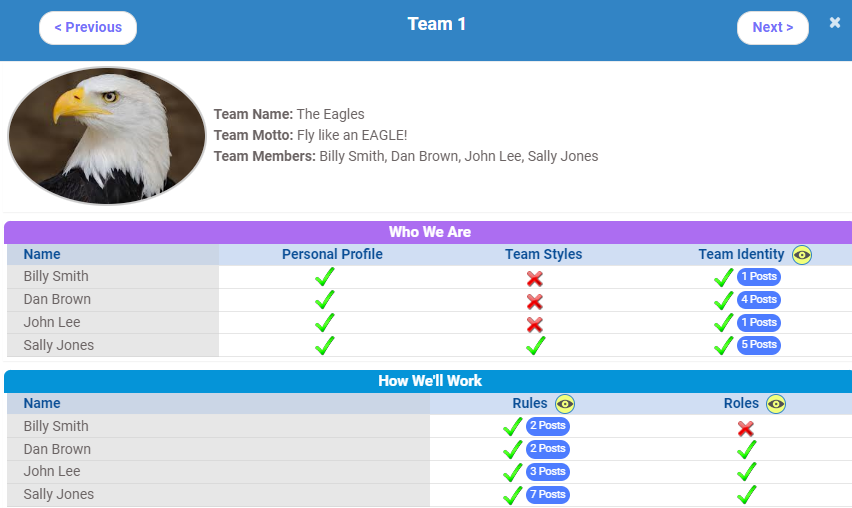 < Previous Team 1 Next > ×
Team Name: The Eagles
Team Motto: Fly like an EAGLE!
Team Members: Billy Smith, Dan Brown, John Lee, Sally Jones
Who We Are
Name Personal Profile Team Styles Team Identity
Billy Smith 1 Posts
Dan Brown 4 Posts
John Lee 1 Posts
Sally Jones 5 Posts
How We'll Work
Name Rules Roles
Billy Smith 2 Posts
Dan Brown 2 Posts
John Lee 3 Posts
Sally Jones 7 Posts